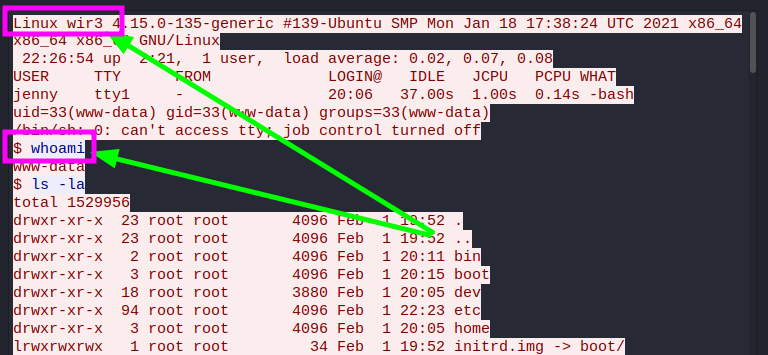 Linux wir3 4.15.0-135-generic #139-Ubuntu SMP Mon Jan 18 17:38:24 UTC 2021 x86_64
x86_64 x86_ GNU/Linux
22:26:54 up 2:21, 1 user, load average: 0.02, 0.07, 0.08
USER TTY FROM LOGIN@ IDLE JCPU PCPU WHAT
jenny tty1 - 20:06 37.00s 1.00s 0.14s -bash
uid=33(www-data) gid=33(www-data) groups=33(www-data)
/bin/sh: 0: can't access tty; job control turned off
$ whoami
www-data
$ ls -la
total 1529956
drwxr-xr-x 23 root root 4096 Feb 1 19:52 .
drwxr-xr-x 23 root root 4096 Feb 1 19:52 ..
drwxr-xr-x 2 root root 4096 Feb 1 20:11 bin
drwxr-xr-x 3 root root 4096 Feb 1 20:15 boot
drwxr-xr-x 18 root root 3880 Feb 1 20:05 dev
drwxr-xr-x 94 root root 4096 Feb 1 22:23 etc
drwxr-xr-x 3 root root 4096 Feb 1 20:05 home
lrwxrwxrwx 1 root root 34 Feb 1 19:52 initrd.img -> boot/